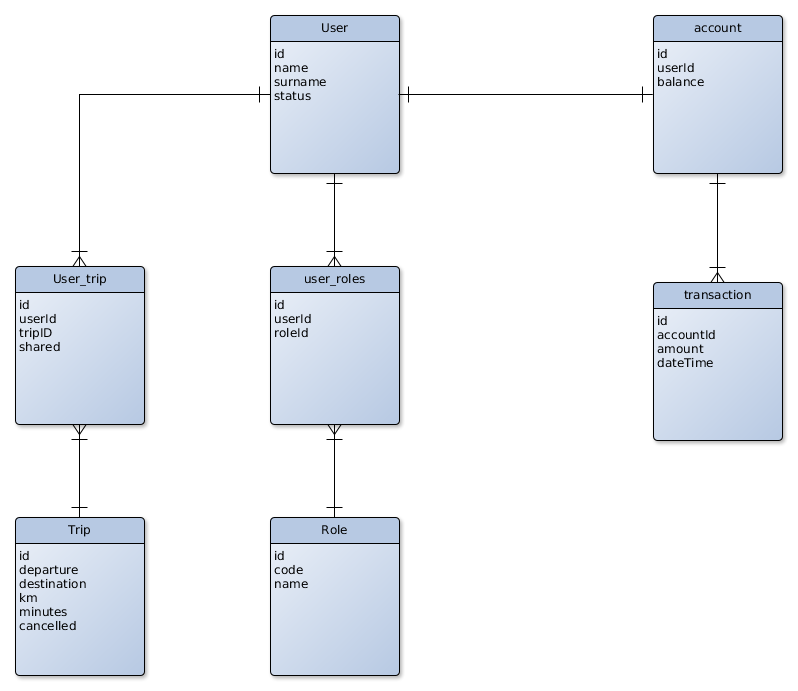 User
id
name
surname
status
account
id
userId
balance
User_trip
id
userId
tripID
shared
user_roles
id
userId
roleId
transaction
id
accountId
amount
dateTime
Trip
id
departure
destination
km
minutes
cancelled
Role
id
code
name